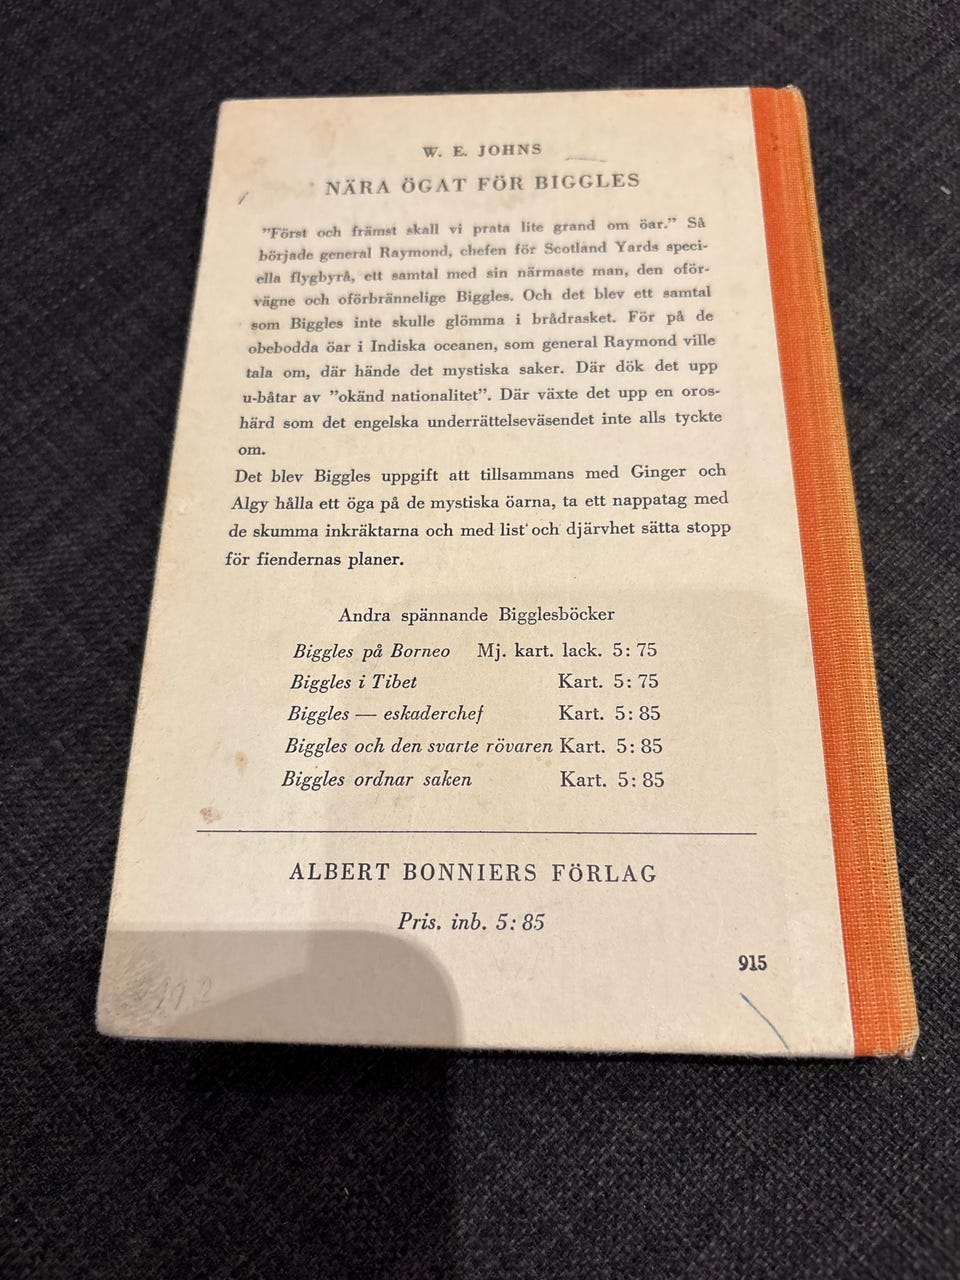 W. E. JOHNS
NÄRA ÖGAT FÖR BIGGLES
”Först och främst skall vi prata lite grand om öar.” Så
började general Raymond, chefen för Scotland Yards speci-
ella flygbyrå, ett samtal med sin närmaste man, den oför-
vägne och oförbrännelige Biggles. Och det blev ett samtal
som Biggles inte skulle glömma i brådrasket. För på de
obebodda öar i Indiska oceanen, som general Raymond ville
tala om, där hände det mystiska saker. Där dök det upp
u-båtar av ”okänd nationalitet”. Där växte det upp en oros-
härd som det engelska underrättelseväsendet inte alls tyckte
om.
Det blev Biggles uppgift att tillsammans med Ginger och
Algy hålla ett öga på de mystiska öarna, ta ett nappatag med
de skumma inkräktarna och med list och djärvhet sätta stopp
för fiendernas planer.
Andra spännande Bigglesböcker
Biggles på Borneo Mj. kart. lack. 5: 75
Biggles i Tibet Kart. 5: 75
Biggles — eskaderchef Kart. 5: 85
Biggles och den svarte rövaren Kart. 5: 85
Biggles ordnar saken Kart. 5: 85
ALBERT BONNIERS FÖRLAG
Pris. inb. 5: 85
915